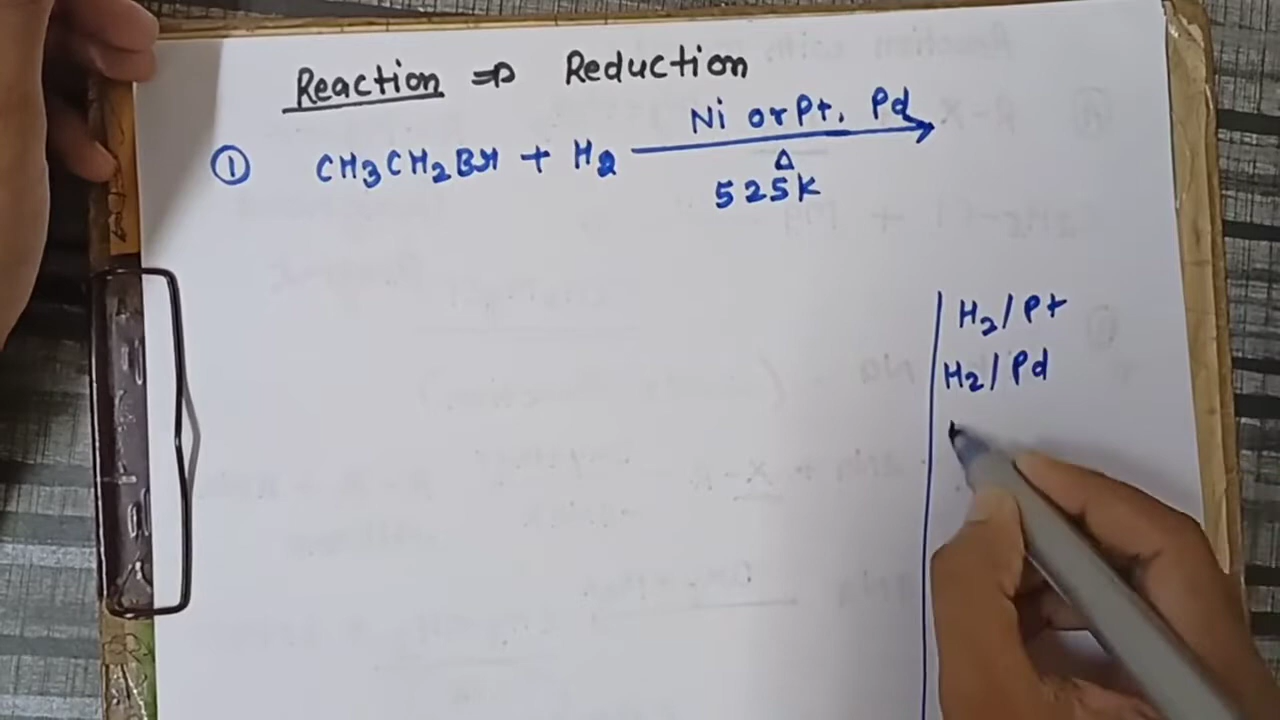 Reaction ⇒ Reduction
Ni or Pt, Pd
① CH3CH2Br + H2 →
Δ
525K
H2/Pt
H2/Pd